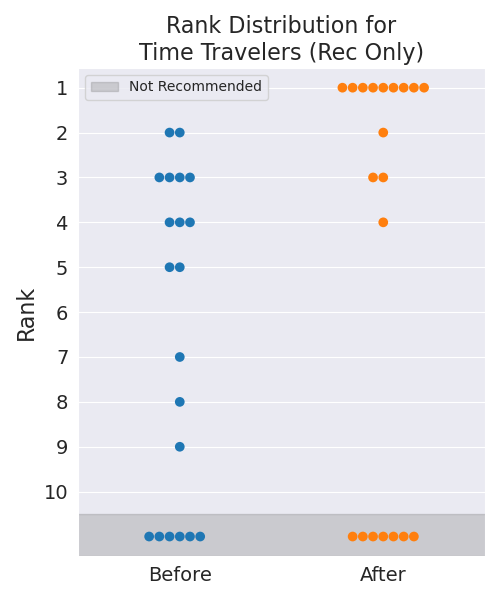 Rank Distribution for
Time Travelers (Rec Only)
Not Recommended
Rank
1
2
3
4
5
6
7
8
9
10
Before
After